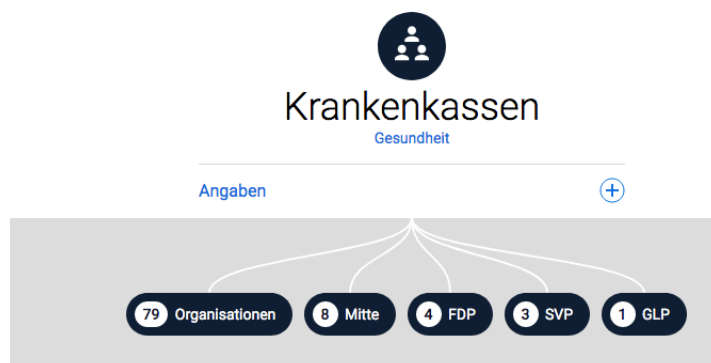 Krankenkassen
Gesundheit
Angaben
79 Organisationen 8 Mitte 4 FDP 3 SVP 1 GLP